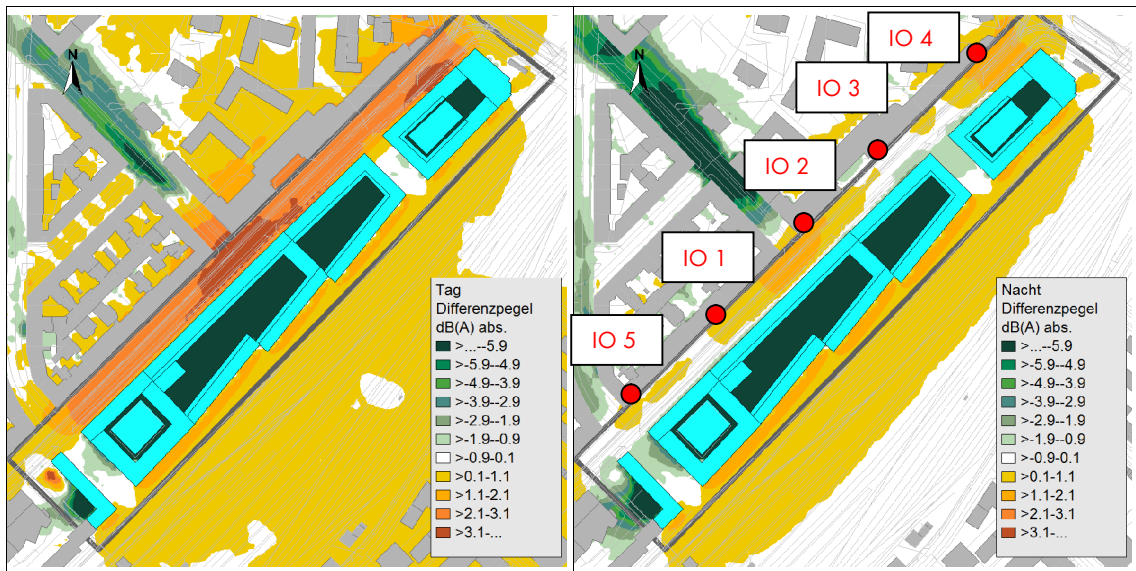 N
Tag
Differenzpegel
dB(A) abs.
>...--5.9
>-5.9--4.9
>-4.9--3.9
>-3.9--2.9
>-2.9--1.9
>-1.9--0.9
>-0.9-0.1
>0.1-1.1
>1.1-2.1
>2.1-3.1
>3.1-...
N
IO 4
IO 3
IO 2
IO 1
IO 5
Nacht
Differenzpegel
dB(A) abs.
>...--5.9
>-5.9--4.9
>-4.9--3.9
>-3.9--2.9
>-2.9--1.9
>-1.9--0.9
>-0.9-0.1
>0.1-1.1
>1.1-2.1
>2.1-3.1
>3.1-...